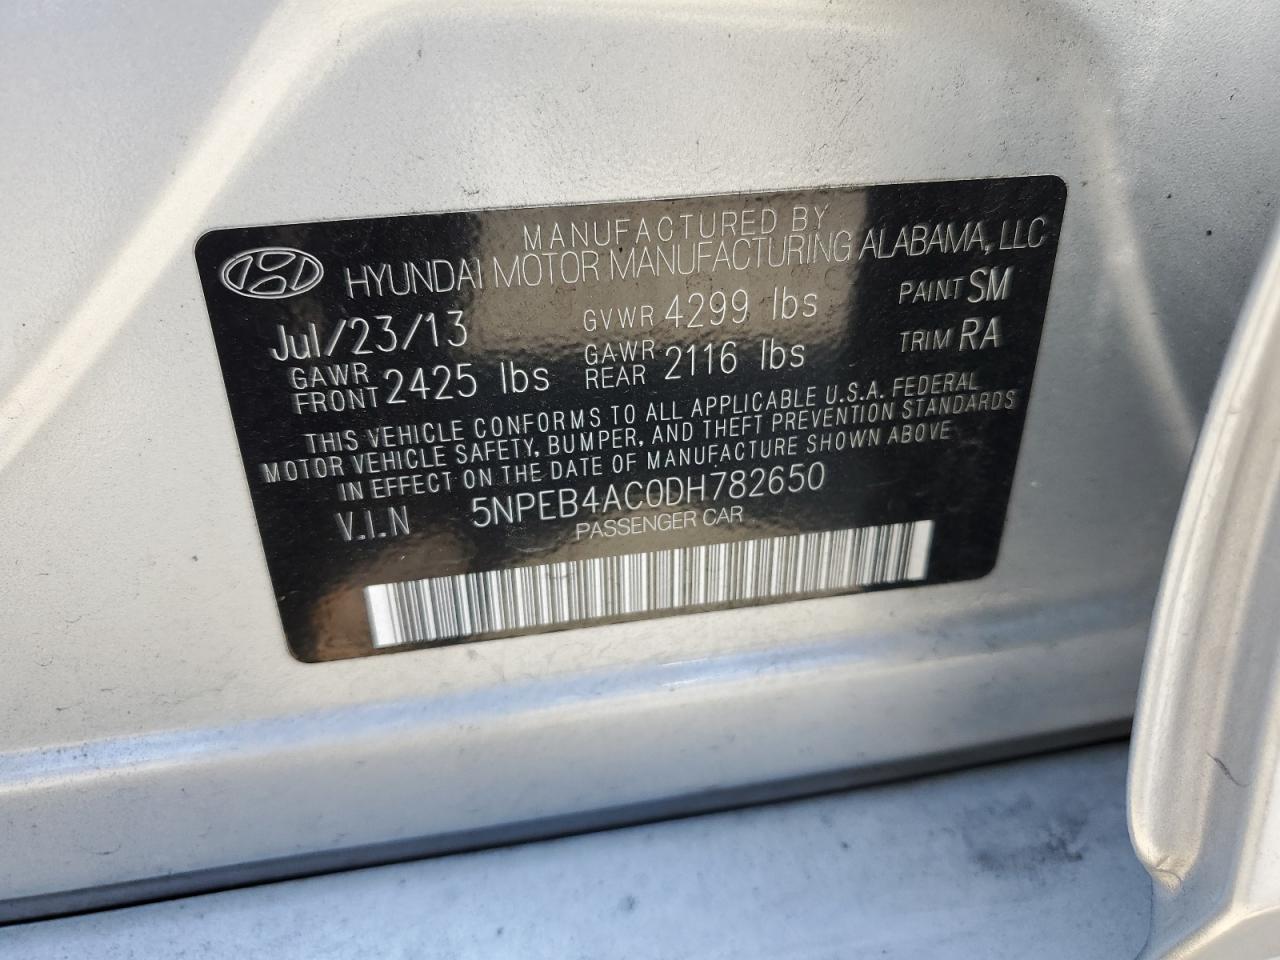 MANUFACTURED BY
HYUNDAI MOTOR MANUFACTURING ALABAMA, LLC
Jul/23/13 GVWR 4299 lbs PAINT SM
GAWR FRONT 2425 lbs GAWR REAR 2116 lbs TRIM RA
THIS VEHICLE CONFORMS TO ALL APPLICABLE U.S.A. FEDERAL
MOTOR VEHICLE SAFETY, BUMPER, AND THEFT PREVENTION STANDARDS
IN EFFECT ON THE DATE OF MANUFACTURE SHOWN ABOVE
V.I.N 5NPEB4AC0DH782650
PASSENGER CAR